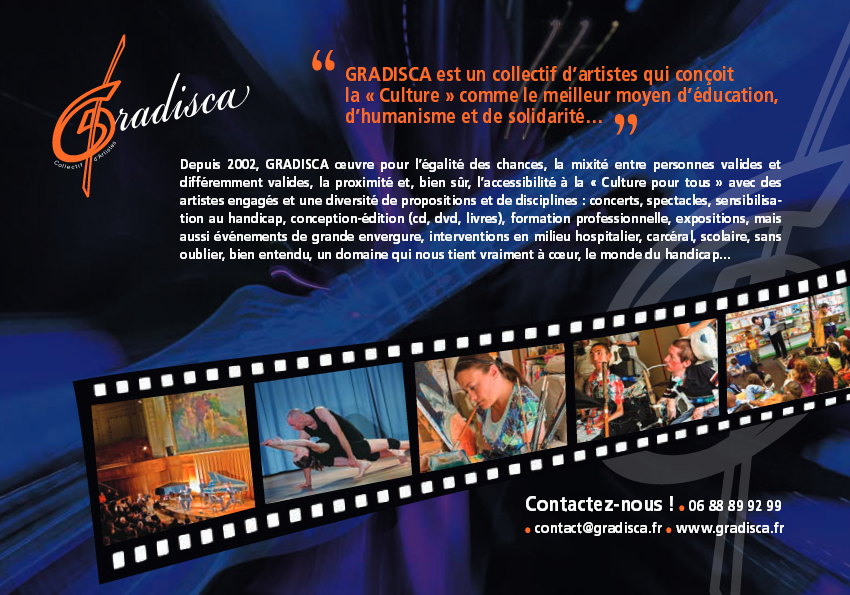 Gradisca
Collectif d'Artistes
“ GRADISCA est un collectif d’artistes qui conçoit
la « Culture » comme le meilleur moyen d’éducation,
d’humanisme et de solidarité… ”
Depuis 2002, GRADISCA œuvre pour l’égalité des chances, la mixité entre personnes valides et
différemment valides, la proximité et, bien sûr, l’accessibilité à la « Culture pour tous » avec des
artistes engagés et une diversité de propositions et de disciplines : concerts, spectacles, sensibilisa-
tion au handicap, conception-édition (cd, dvd, livres), formation professionnelle, expositions, mais
aussi événements de grande envergure, interventions en milieu hospitalier, carcéral, scolaire, sans
oublier, bien entendu, un domaine qui nous tient vraiment à cœur, le monde du handicap…
Contactez-nous ! • 06 88 89 92 99
• contact@gradisca.fr • www.gradisca.fr